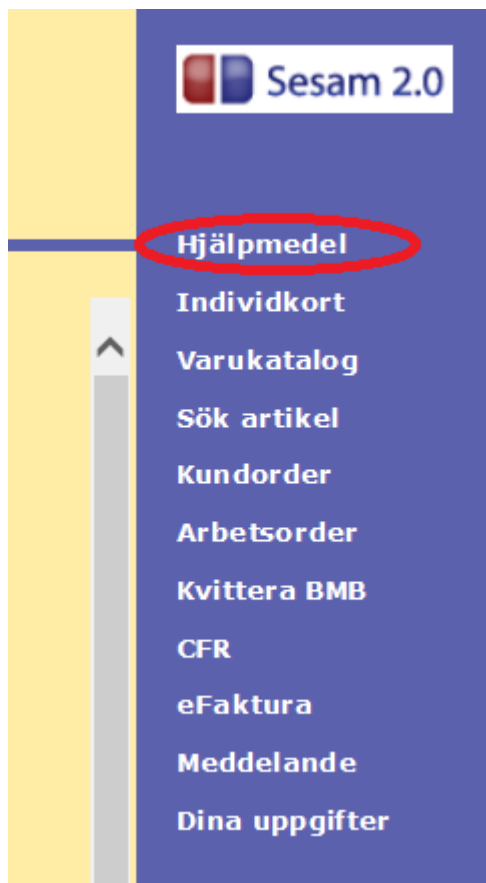 Sesam 2.0
Hjälpmedel
Individkort
Varukatalog
Sök artikel
Kundorder
Arbetsorder
Kvittera BMB
CFR
eFaktura
Meddelande
Dina uppgifter